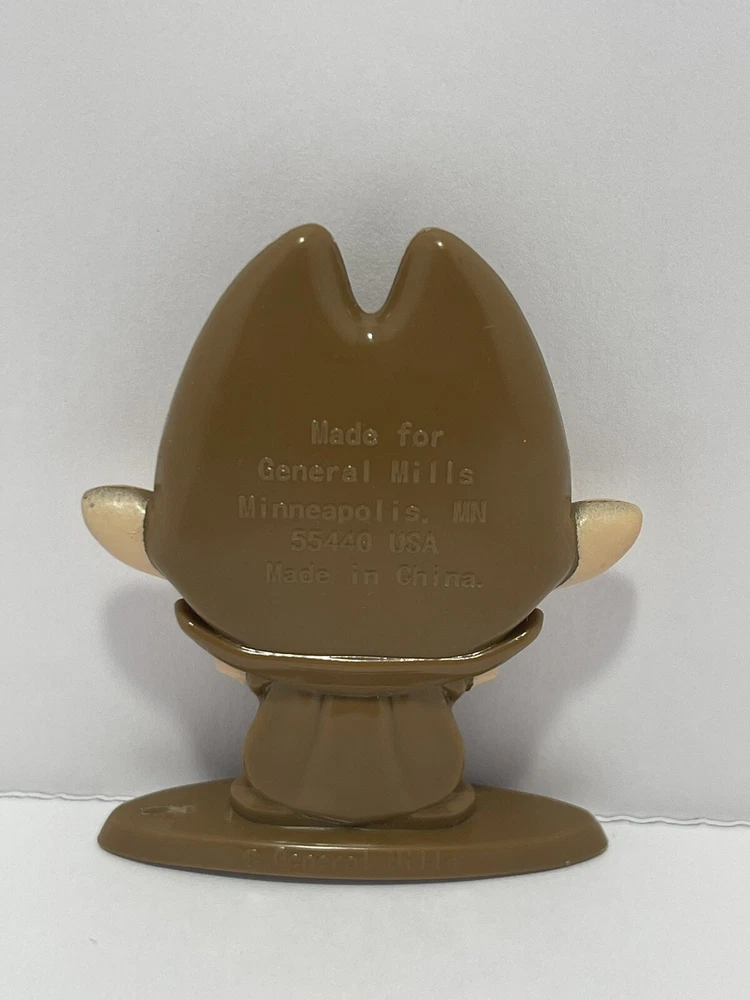 Made for
General Mills
Minneapolis, MN
55440 USA
Made in China.
© General Mills